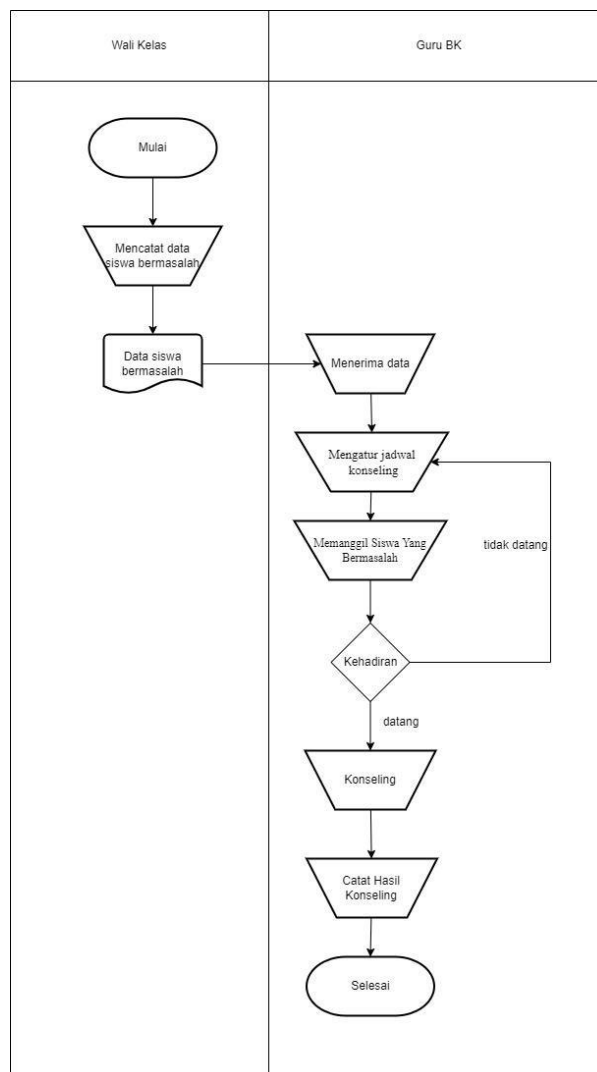 Wali Kelas
Guru BK
Mulai
Mencatat data
siswa bermasalah
Data siswa
bermasalah
Menerima data
Mengatur jadwal
konseling
Memanggil Siswa Yang
Bermasalah
tidak datang
Kehadiran
datang
Konseling
Catat Hasil
Konseling
Selesai